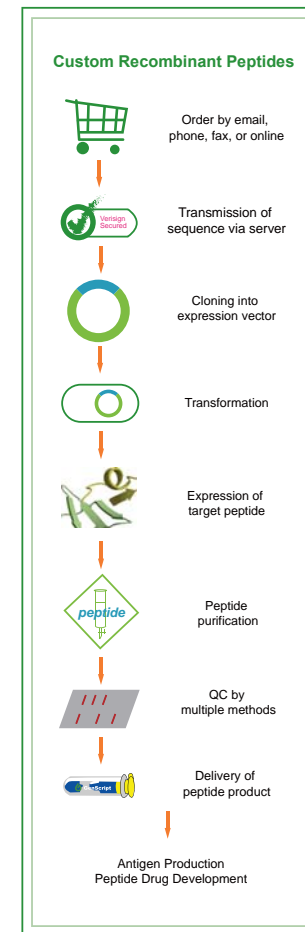 Custom Recombinant Peptides
Order by email,
phone, fax, or online
Verisign
Secured
Transmission of
sequence via server
Cloning into
expression vector
Transformation
Expression of
target peptide
peptide
Peptide
purification
QC by
multiple methods
GenScript
Delivery of
peptide product
Antigen Production
Peptide Drug Development